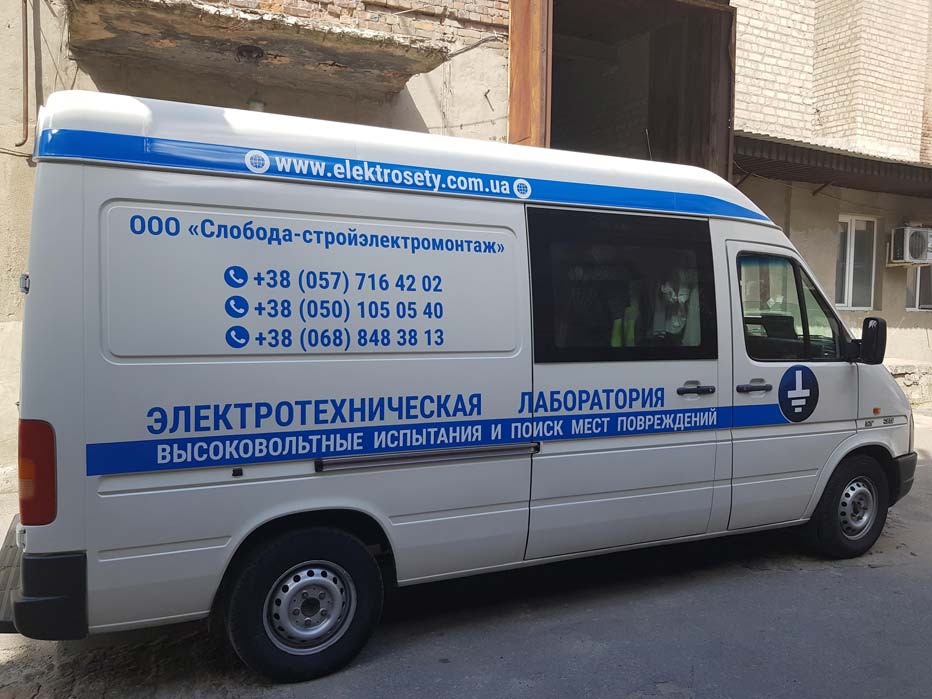 www.elektrosety.com.ua
ООО «Слобода-стройэлектромонтаж»
+38 (057) 716 42 02
+38 (050) 105 05 40
+38 (068) 848 38 13
ЭЛЕКТРОТЕХНИЧЕСКАЯ ЛАБОРАТОРИЯ
ВЫСОКОВОЛЬТНЫЕ ИСПЫТАНИЯ И ПОИСК МЕСТ ПОВРЕЖДЕНИЙ